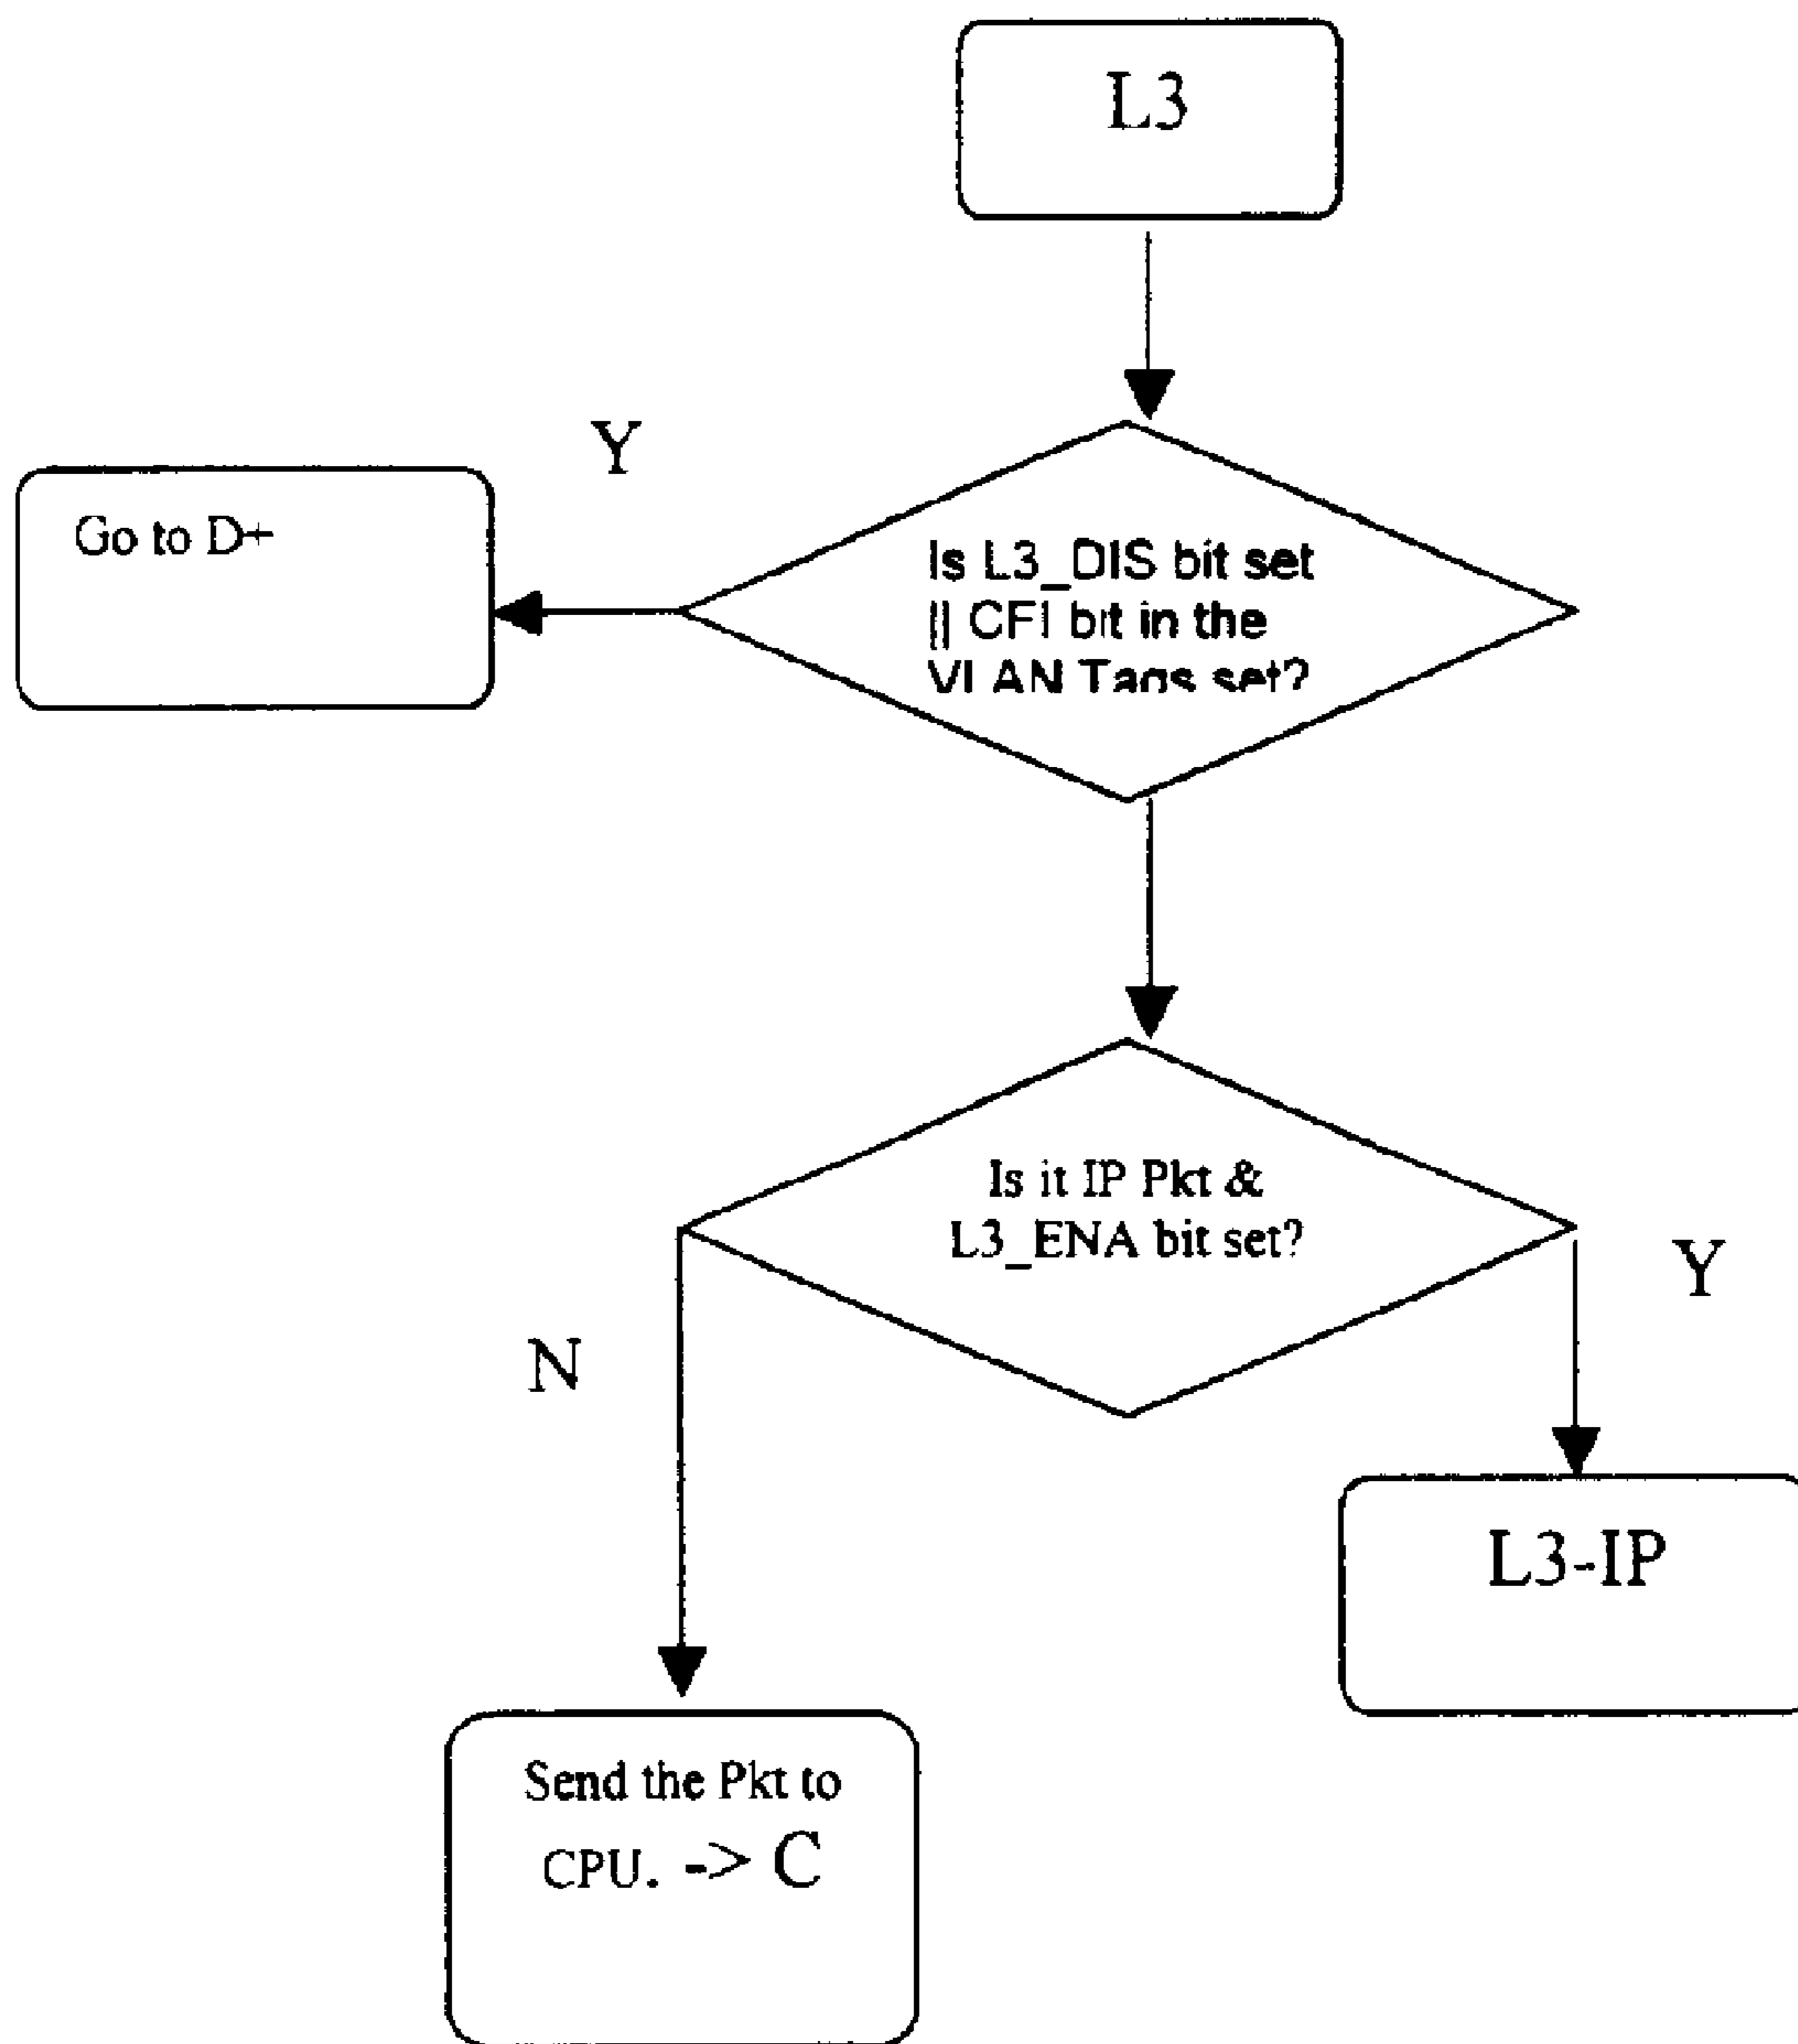 L3
Y
Go to D+
Is L3_DIS bit set
|| CFI bit in the
VLAN Tags set?
Is it IP Pkt &
L3_ENA bit set?
Y
N
L3-IP
Send the Pkt to
CPU. -> C